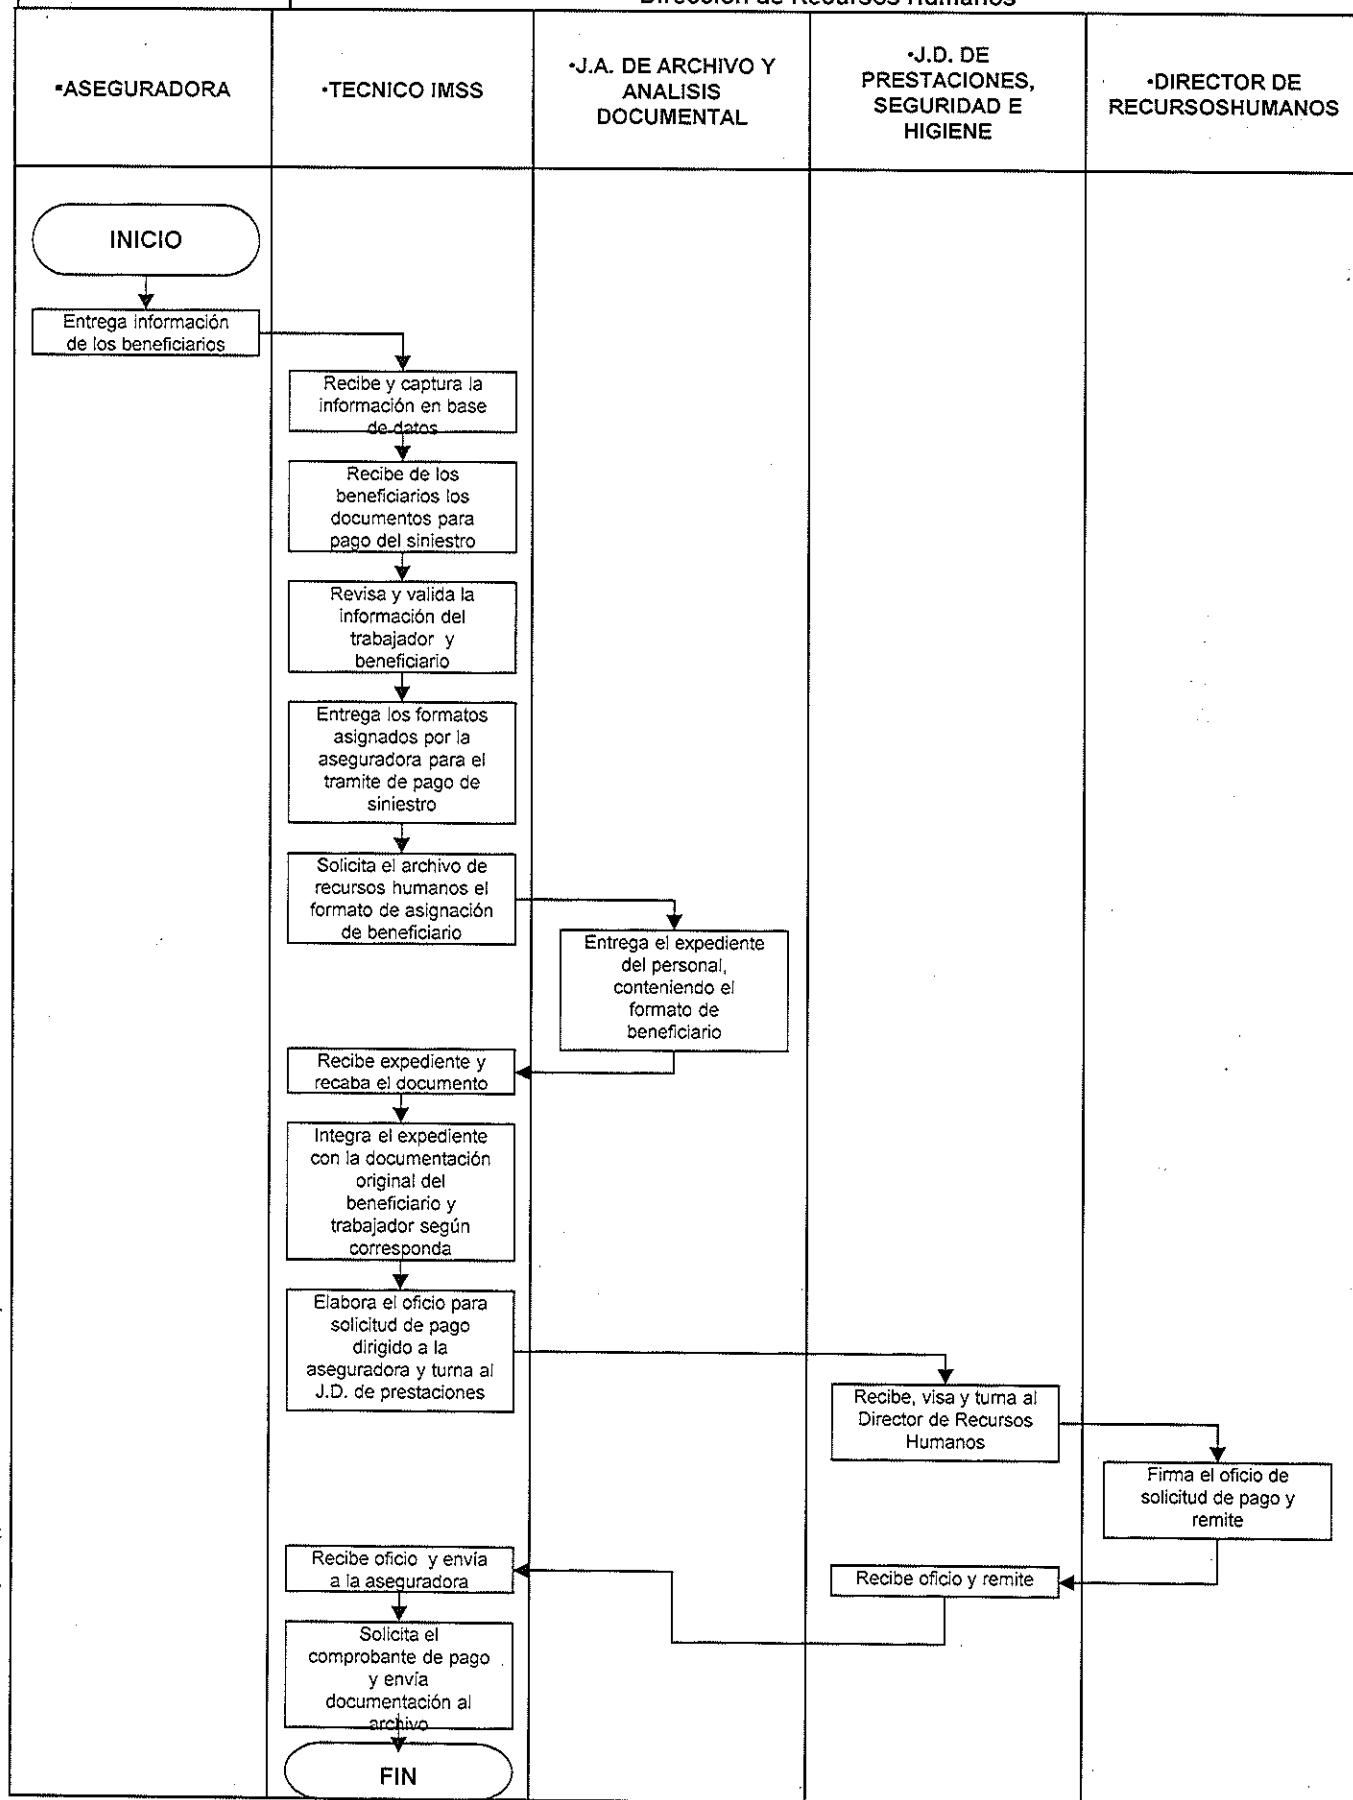 Dirección de Recursos Humanos
•ASEGURADORA
•TECNICO IMSS
•J.A. DE ARCHIVO Y
ANALISIS
DOCUMENTAL
•J.D. DE
PRESTACIONES,
SEGURIDAD E
HIGIENE
•DIRECTOR DE
RECURSOSHUMANOS
INICIO
Entrega información
de los beneficiarios
Recibe y captura la
información en base
de datos
Recibe de los
beneficiarios los
documentos para
pago del siniestro
Revisa y valida la
información del
trabajador y
beneficiario
Entrega los formatos
asignados por la
aseguradora para el
tramite de pago de
siniestro
Solicita el archivo de
recursos humanos el
formato de asignación
de beneficiario
Entrega el expediente
del personal,
conteniendo el
formato de
beneficiario
Recibe expediente y
recaba el documento
Integra el expediente
con la documentación
original del
beneficiario y
trabajador según
corresponda
Elabora el oficio para
solicitud de pago
dirigido a la
aseguradora y turna al
J.D. de prestaciones
Recibe, visa y turna al
Director de Recursos
Humanos
Firma el oficio de
solicitud de pago y
remite
Recibe oficio y remite
Recibe oficio y envía
a la aseguradora
Solicita el
comprobante de pago
y envía
documentación al
archivo
FIN